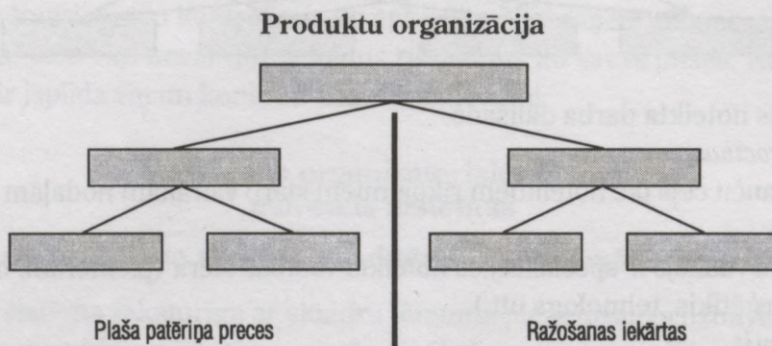 Produktu organizācija
Plaša patēriņa preces
Ražošanas iekārtas